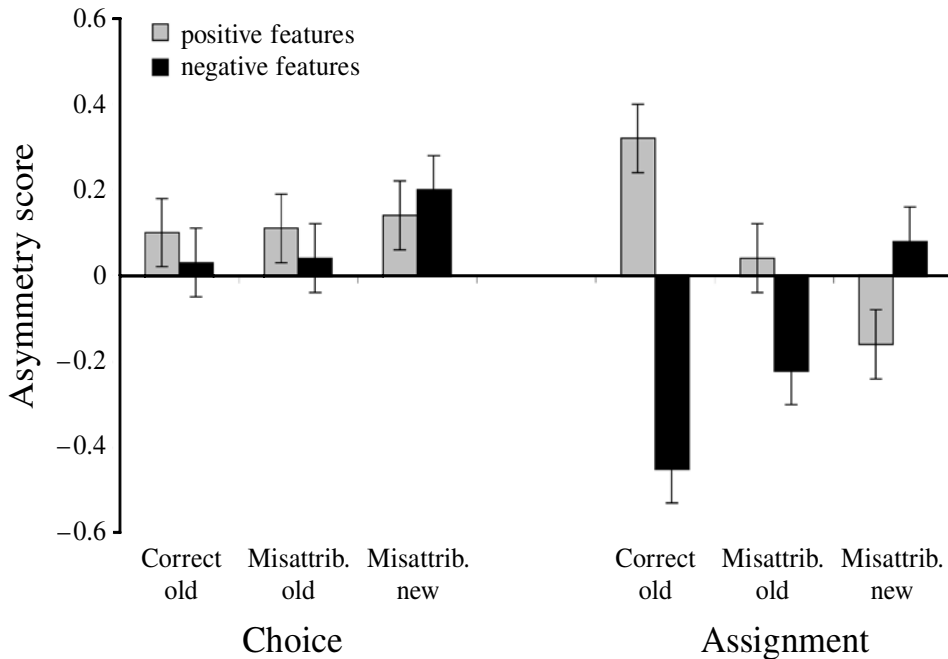 0.6
positive features
negative features
0.4
0.2
0
−0.2
−0.4
−0.6
Asymmetry score
Correct old
Misattrib. old
Misattrib. new
Correct old
Misattrib. old
Misattrib. new
Choice
Assignment